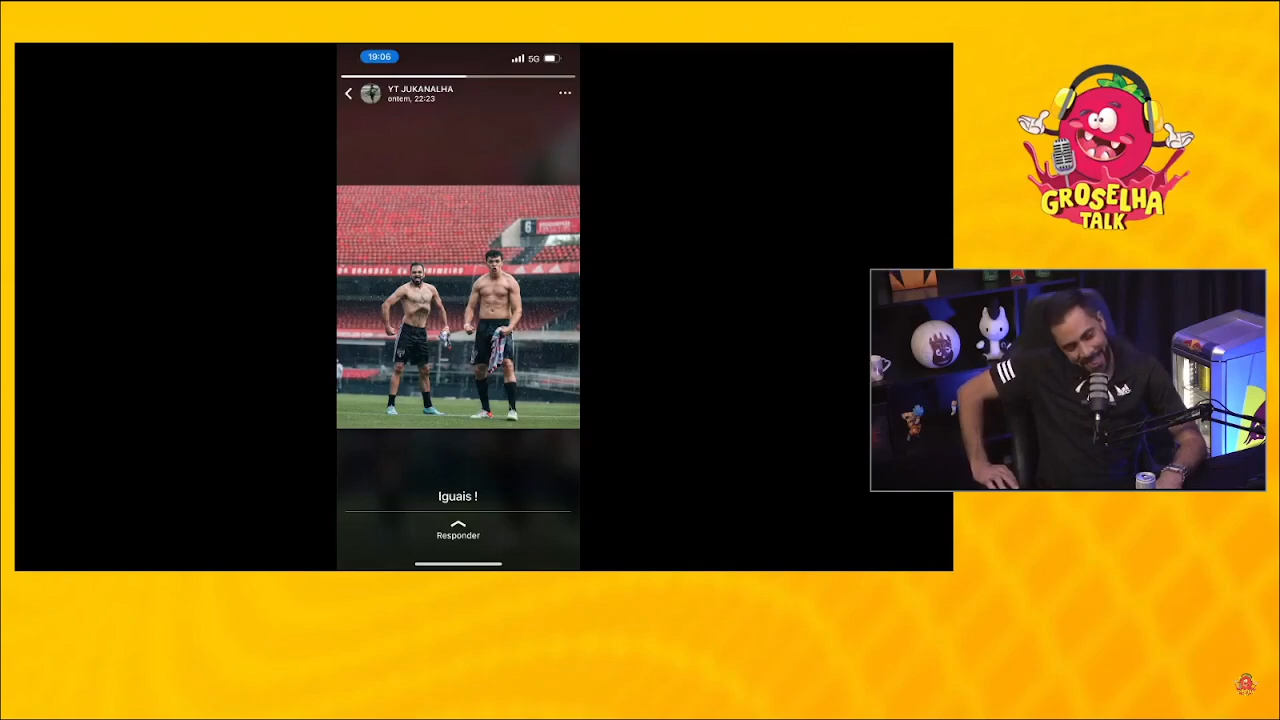 19:06
5G
YT JUKANALHA
ontem, 22:23
6
Iguais !
Responder
GROSELHA
TALK